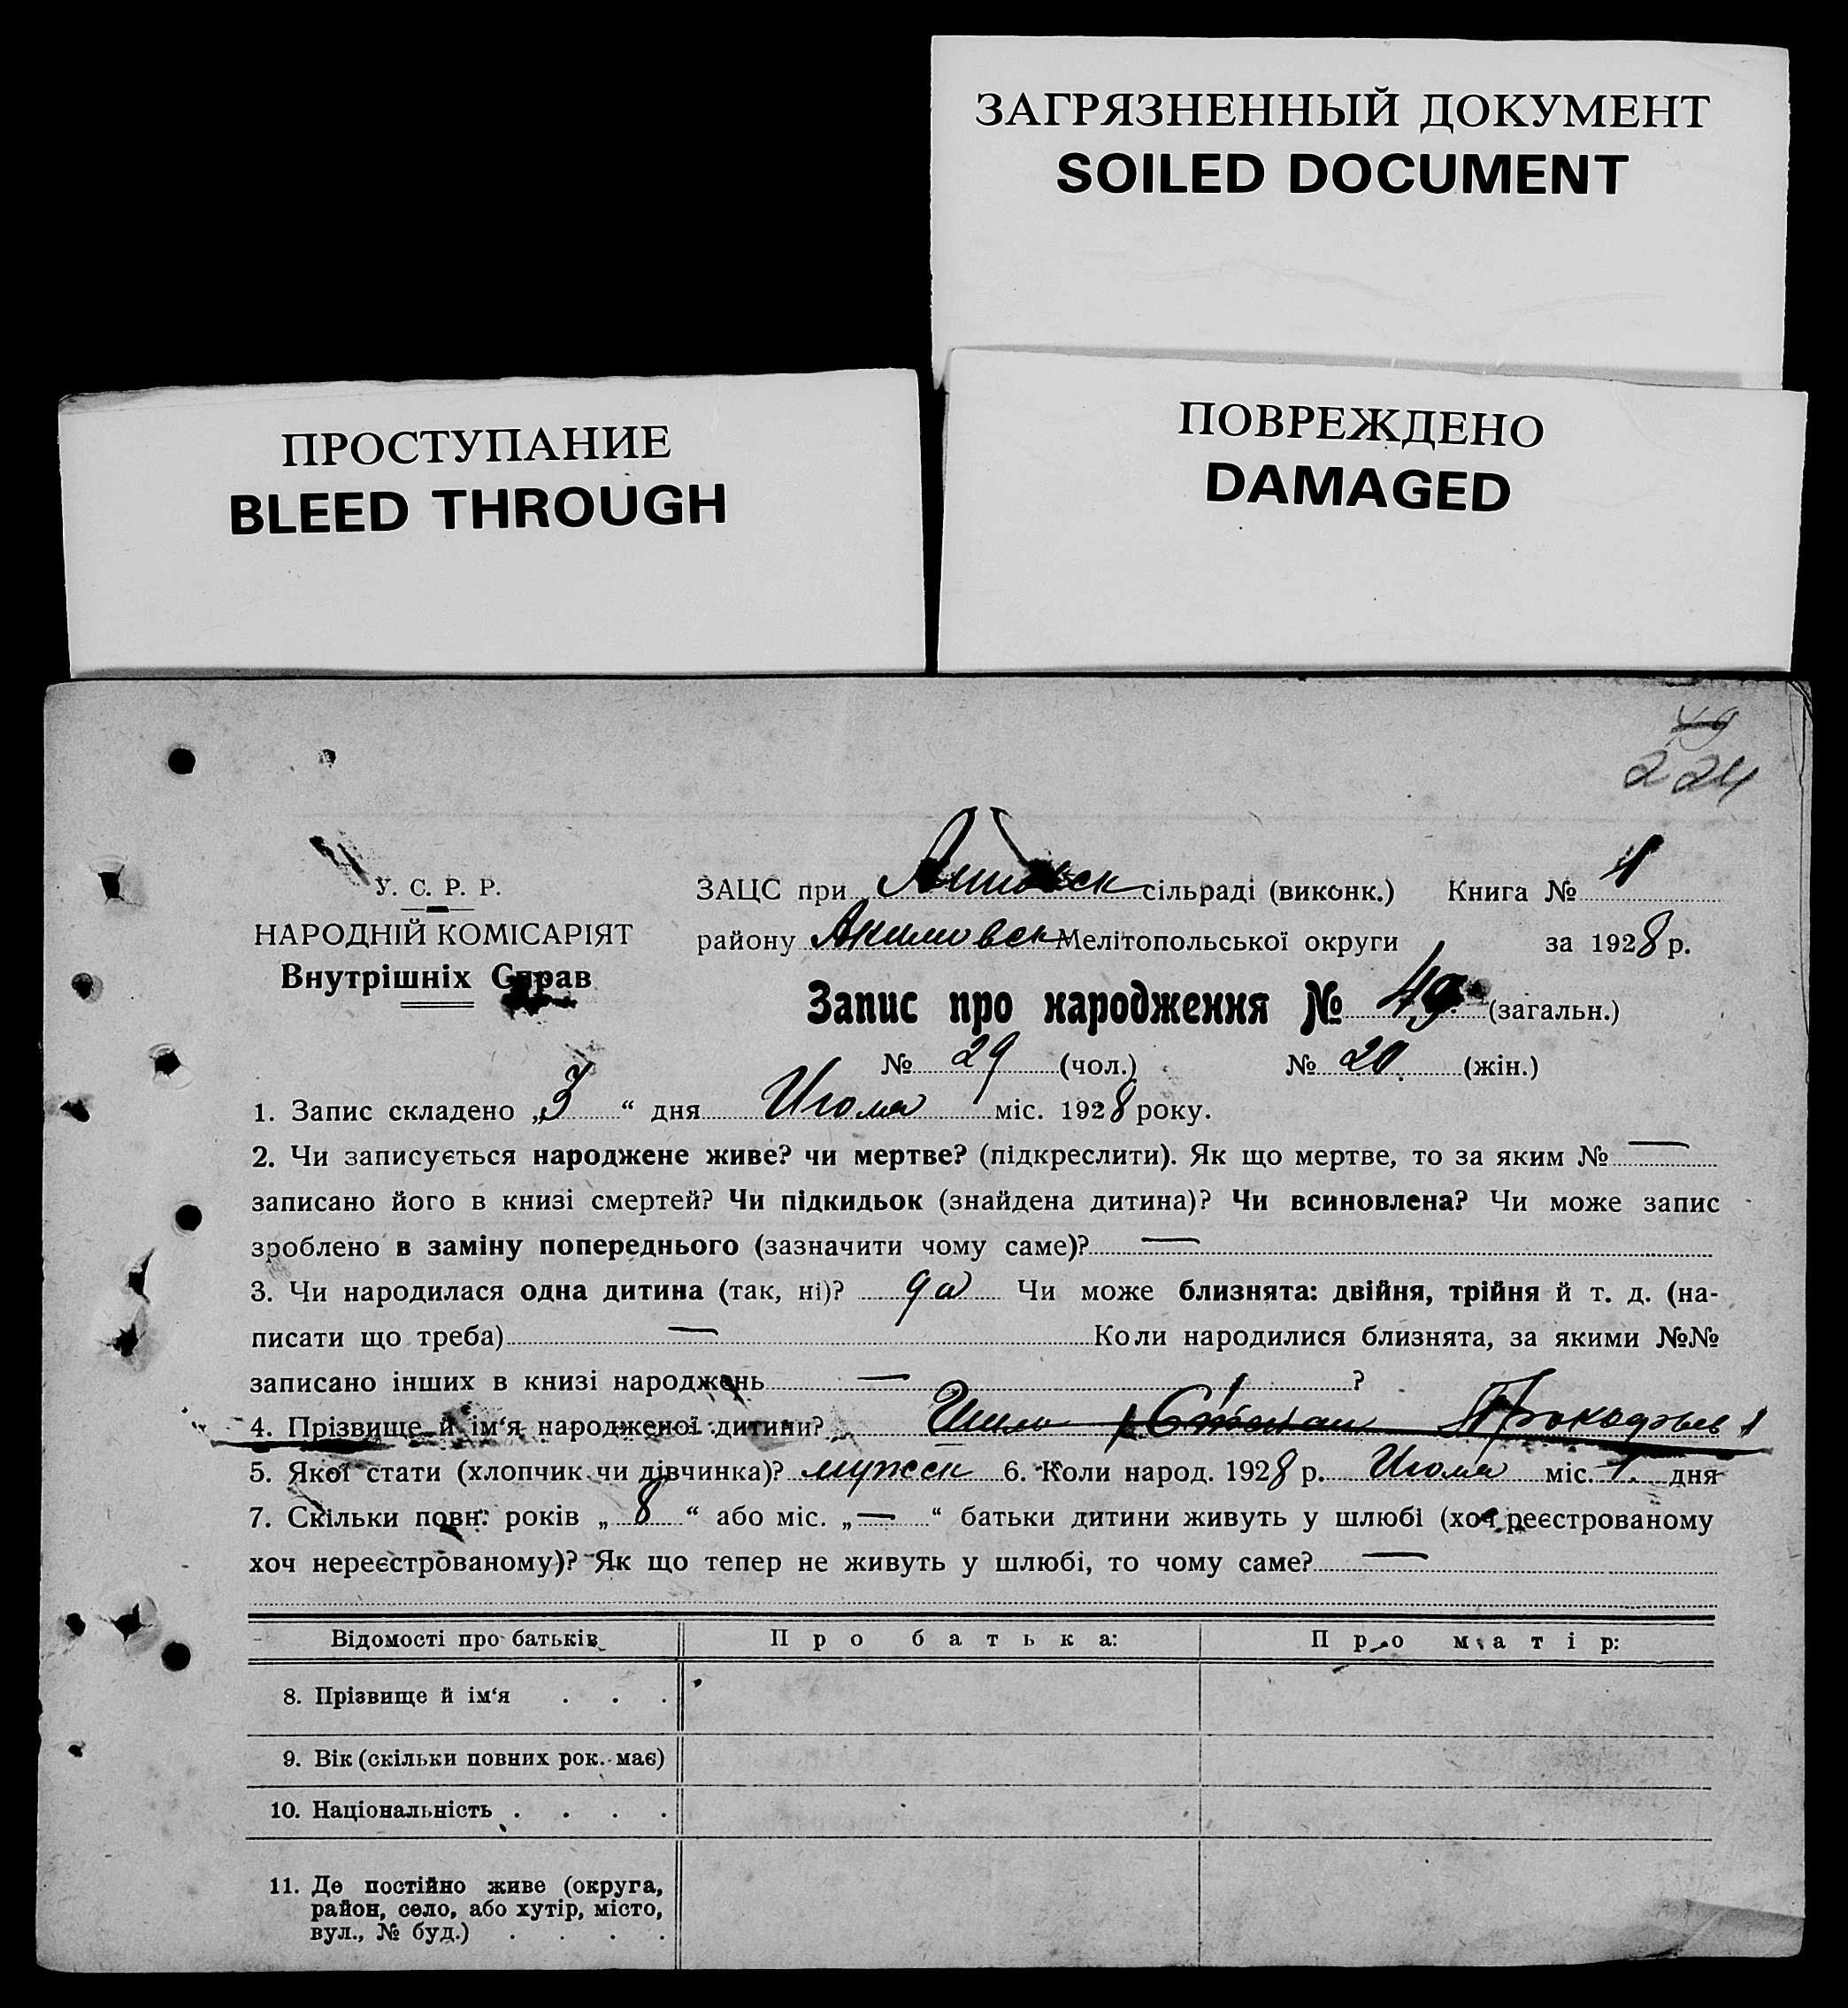 ЗАГРЯЗНЕННЫЙ ДОКУМЕНТ
SOILED DOCUMENT
ПРОСТУПАНИЕ
BLEED THROUGH
ПОВРЕЖДЕНО
DAMAGED
224
У. С. Р. Р.
НАРОДНІЙ КОМІСАРІЯТ
Внутрішніх Справ
ЗАЦС при сільраді (виконк.) Книга № 1
району Акимовск Мелітопольської округи за 1928 р.
Запис про народження № 49 (загальн.)
№ 29 (чол.) № 20 (жін.)
1. Запис складено „3“ дня Июля міс. 1928 року.
2. Чи записується народжене живе? чи мертве? (підкреслити). Як що мертве, то за яким № —
записано його в книзі смертей? Чи підкидьок (знайдена дитина)? Чи всиновлена? Чи може запис
зроблено в заміну попереднього (зазначити чому саме)? —
3. Чи народилася одна дитина (так, ні)? да Чи може близнята: двійня, трійня й т. д. (на-
писати що треба) — Коли народилися близнята, за якими №№
записано інших в книзі народжень — ?
4. Прізвище й ім‘я народженої дитини? Шило Степан
5. Якої стати (хлопчик чи дівчинка)? мужск 6. Коли народ. 1928 р. Июля міс. 1. дня
7. Скільки повн. років „8“ або міс. „—“ батьки дитини живуть у шлюбі (хоч реєстрованому
хоч нереєстрованому)? Як що тепер не живуть у шлюбі, то чому саме? —
Відомості про батьків Про батька: Про матір:
8. Прізвище й ім‘я . . .
9. Вік (скільки повних рок. має)
10. Національність . . . .
11. Де постійно живе (округа,
район, село, або хутір, місто,
вул., № буд.) . . . .